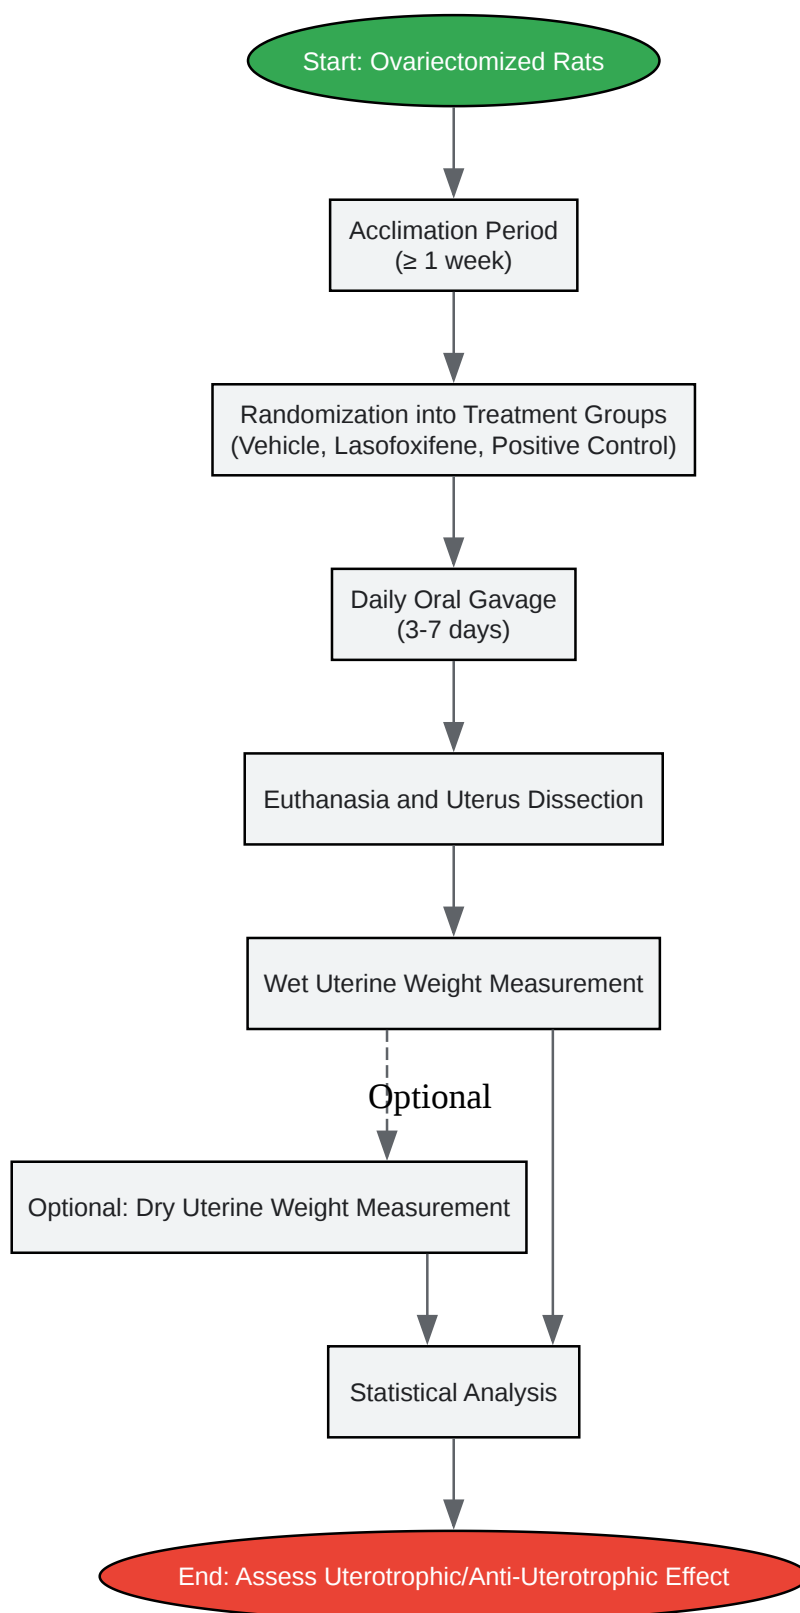 Start: Ovariectomized Rats
Acclimation Period
(≥ 1 week)
Randomization into Treatment Groups
(Vehicle, Lasofoxifene, Positive Control)
Daily Oral Gavage
(3-7 days)
Euthanasia and Uterus Dissection
Wet Uterine Weight Measurement
Optional
Optional: Dry Uterine Weight Measurement
Statistical Analysis
End: Assess Uterotrophic/Anti-Uterotrophic Effect